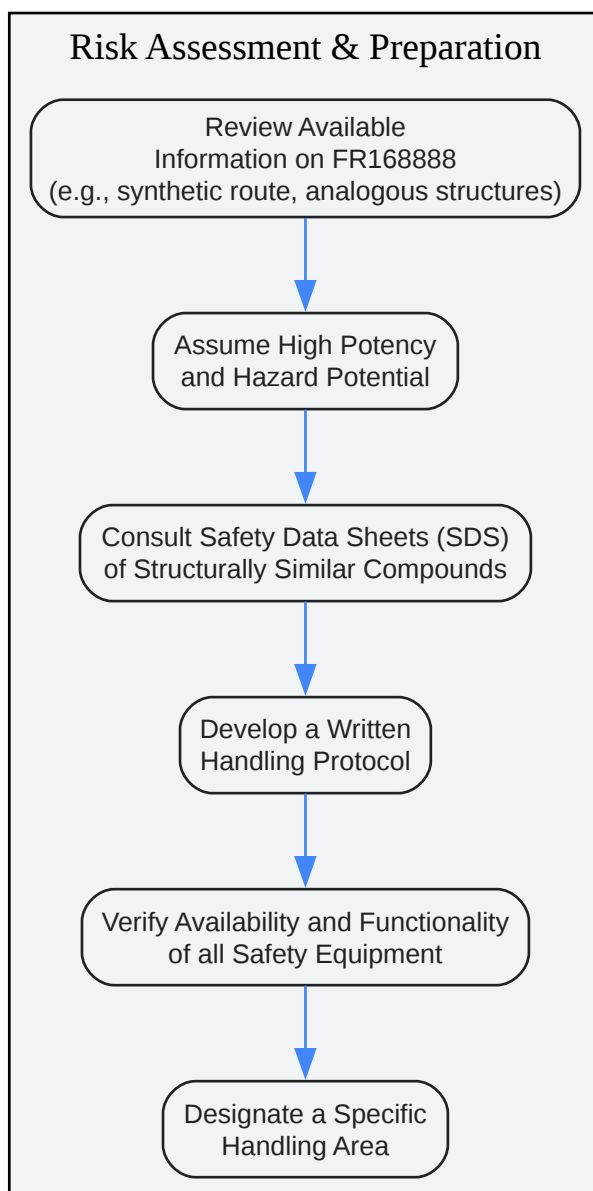 Risk Assessment & Preparation
Review Available
Information on FR168888
(e.g., synthetic route, analogous structures)
Assume High Potency
and Hazard Potential
Consult Safety Data Sheets (SDS)
of Structurally Similar Compounds
Develop a Written
Handling Protocol
Verify Availability and Functionality
of all Safety Equipment
Designate a Specific
Handling Area